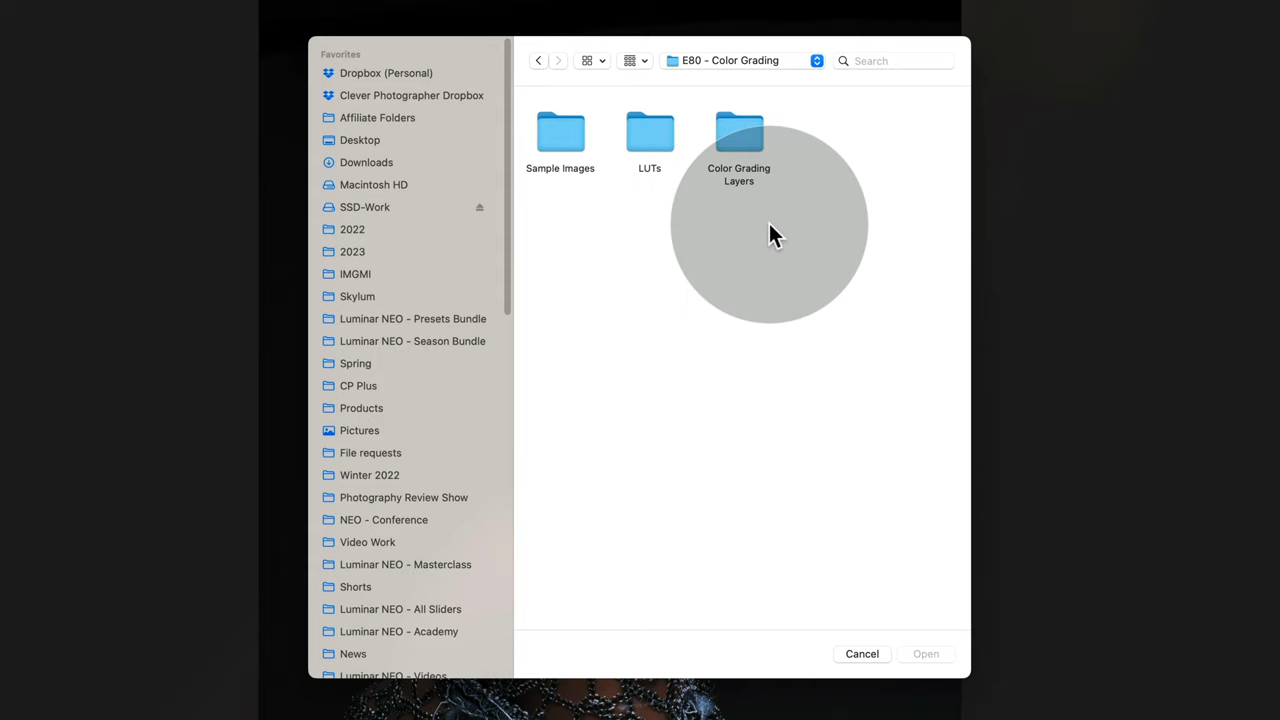 Favorites
Dropbox (Personal)
Clever Photographer Dropbox
Affiliate Folders
Desktop
Downloads
Macintosh HD
SSD-Work
2022
2023
IMGMI
Skylum
Luminar NEO - Presets Bundle
Luminar NEO - Season Bundle
Spring
CP Plus
Products
Pictures
File requests
Winter 2022
Photography Review Show
NEO - Conference
Video Work
Luminar NEO - Masterclass
Shorts
Luminar NEO - All Sliders
Luminar NEO - Academy
News
Luminar NEO - Videos
E80 - Color Grading
Search
Sample Images
LUTs
Color Grading
Layers
Cancel
Open